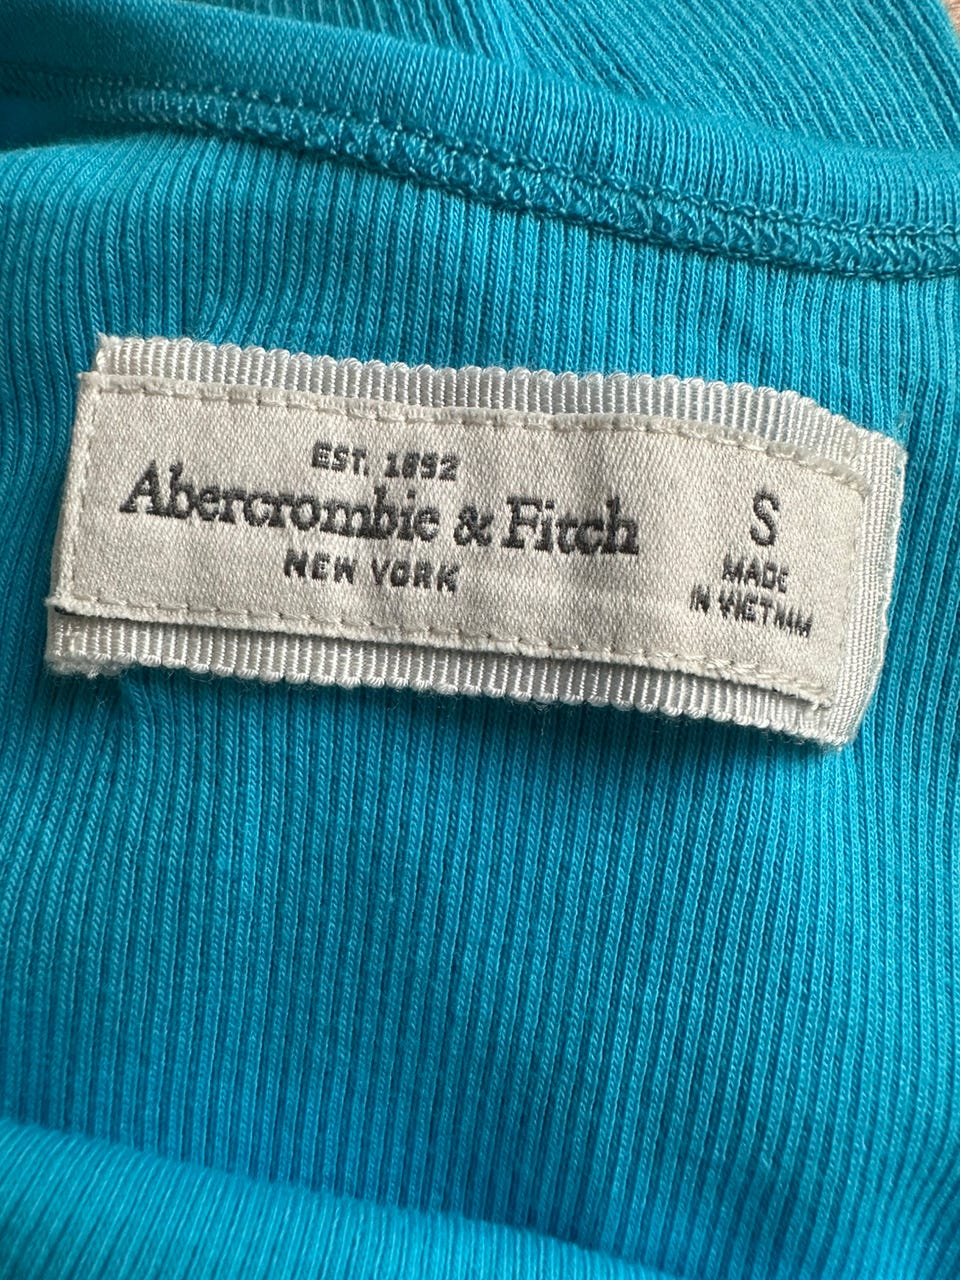 EST. 1892
Abercrombie & Fitch
NEW YORK
S
MADE
IN VIETNAM